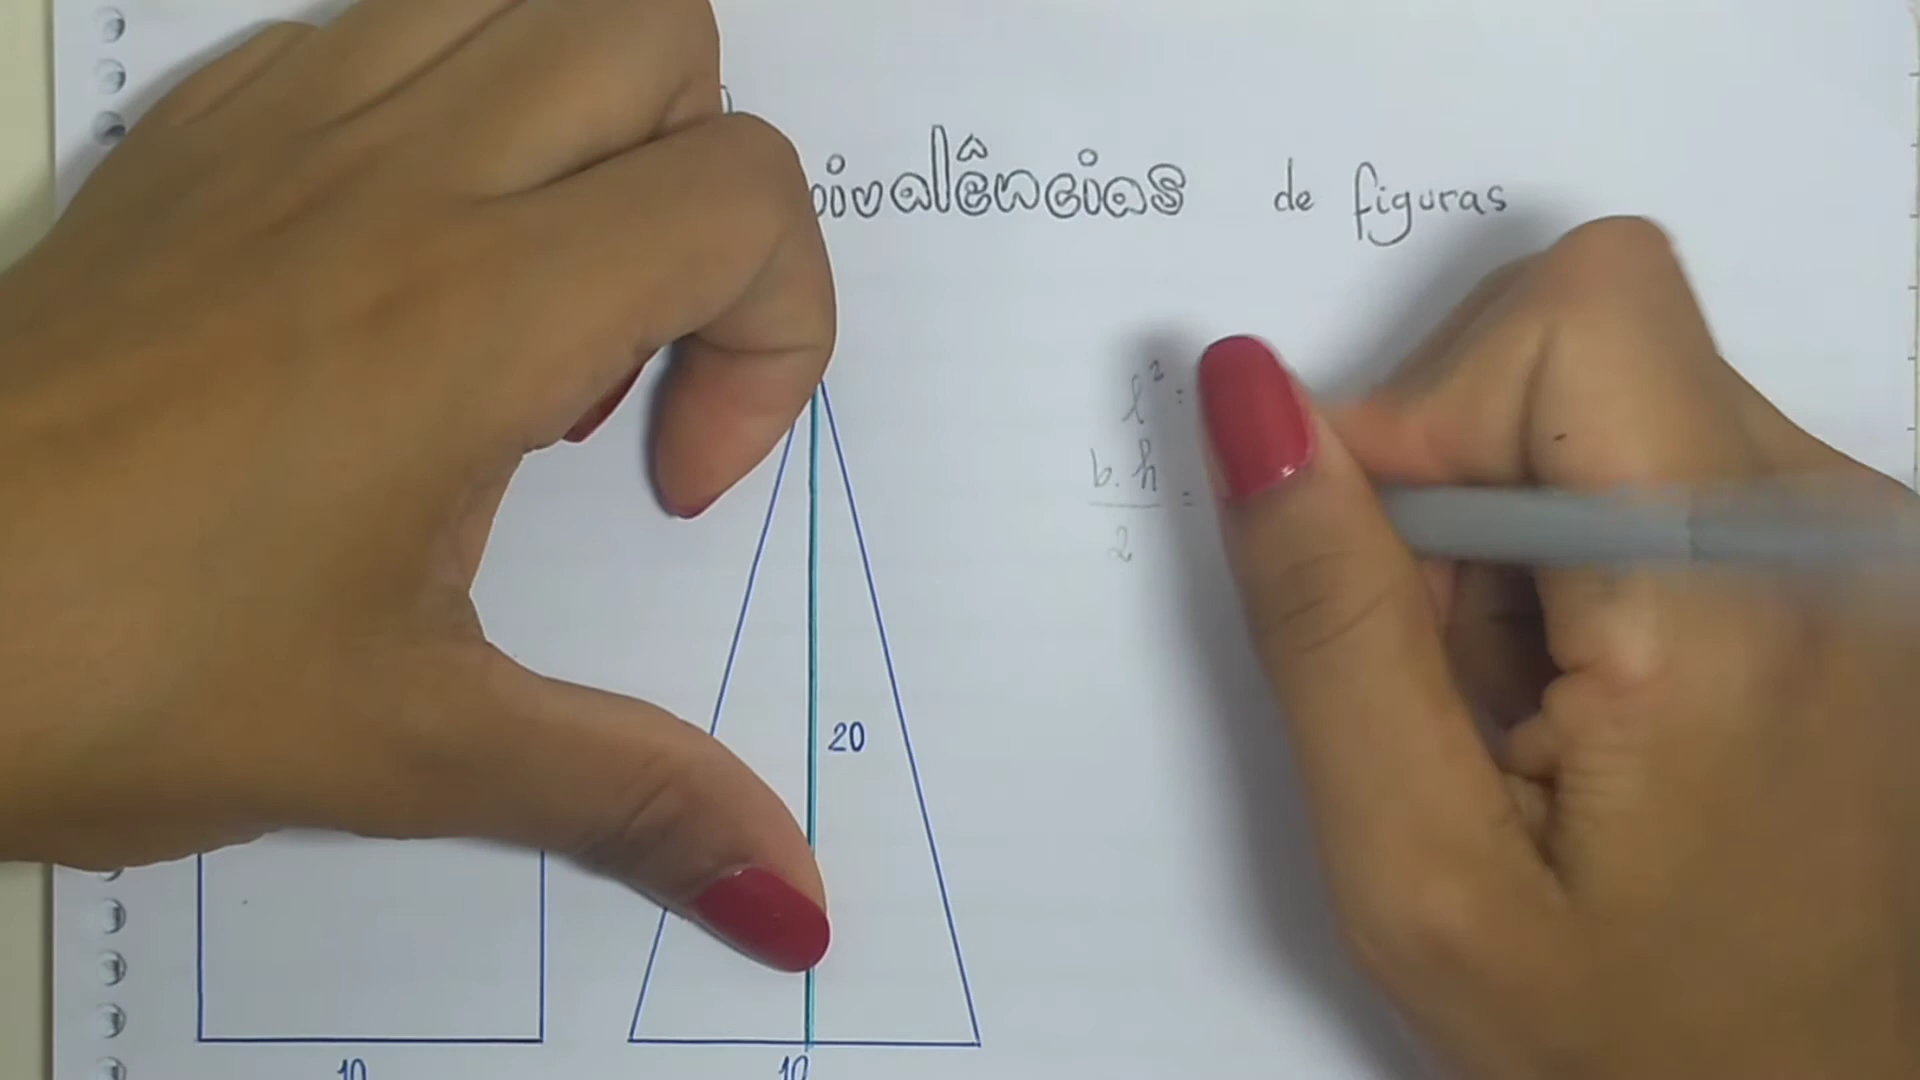 ivalências de figuras
l² =
b.h
=
2
20
10
10